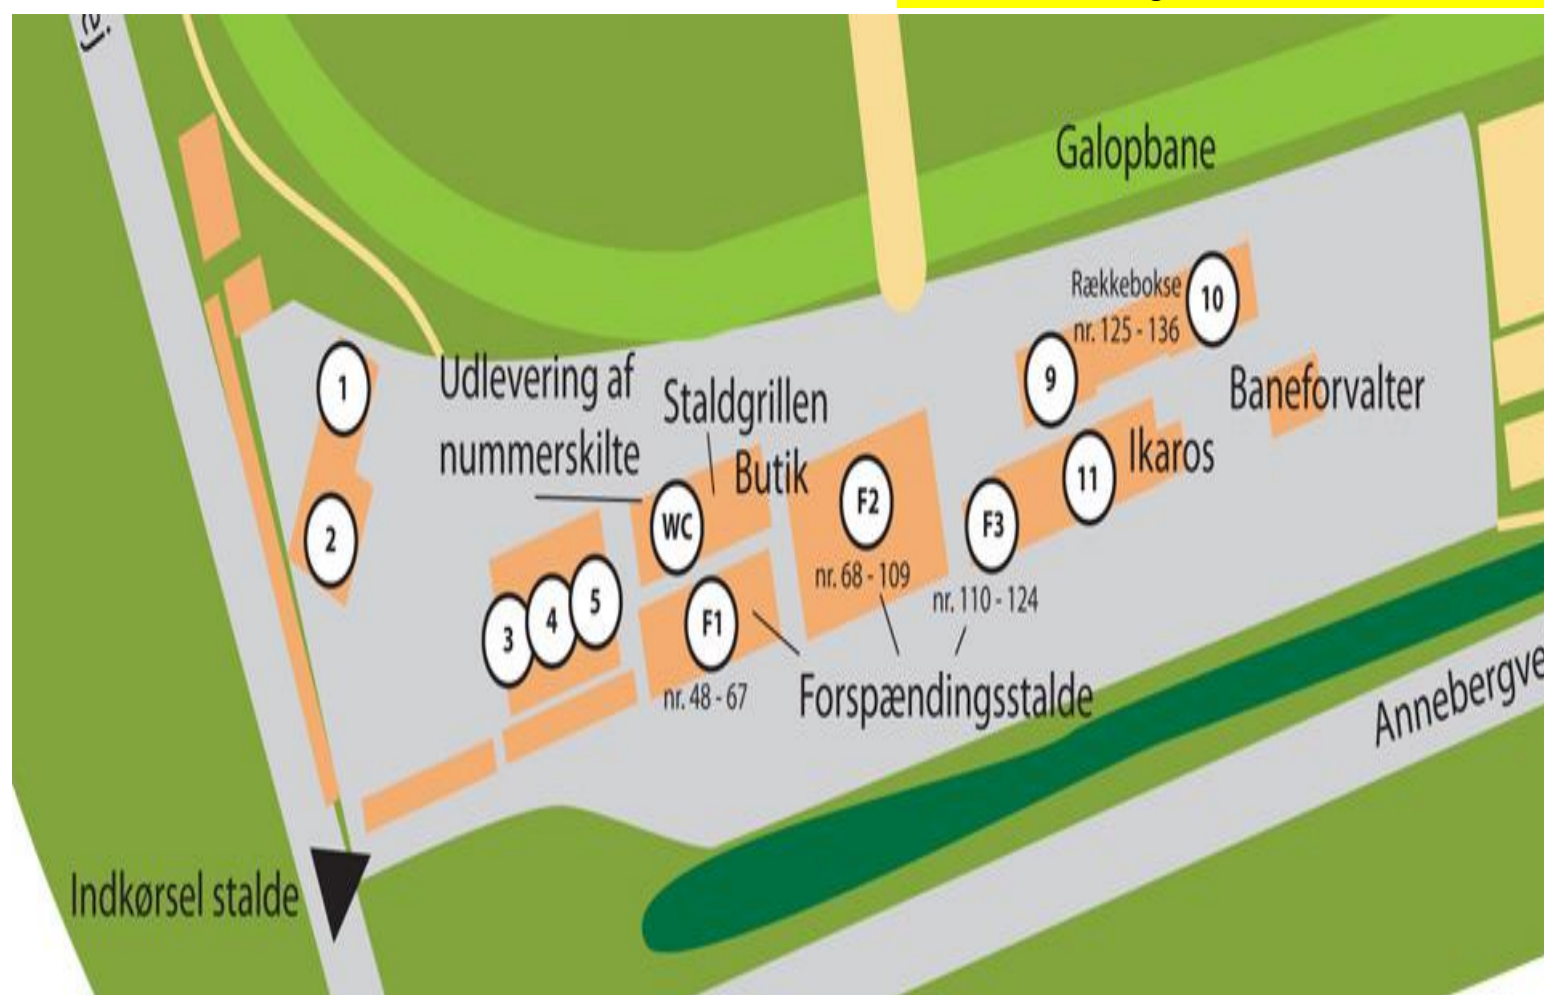 Galopbane
Rækkebokse
nr. 125 - 136
10
9
1
Udlevering af
nummerskilte
Staldgrillen
Butik
Baneforvalter
Ikaros
11
F2
F3
WC
2
nr. 68 - 109
nr. 110 - 124
3
4
5
F1
nr. 48 - 67
Forspændingsstalde
Indkørsel stalde